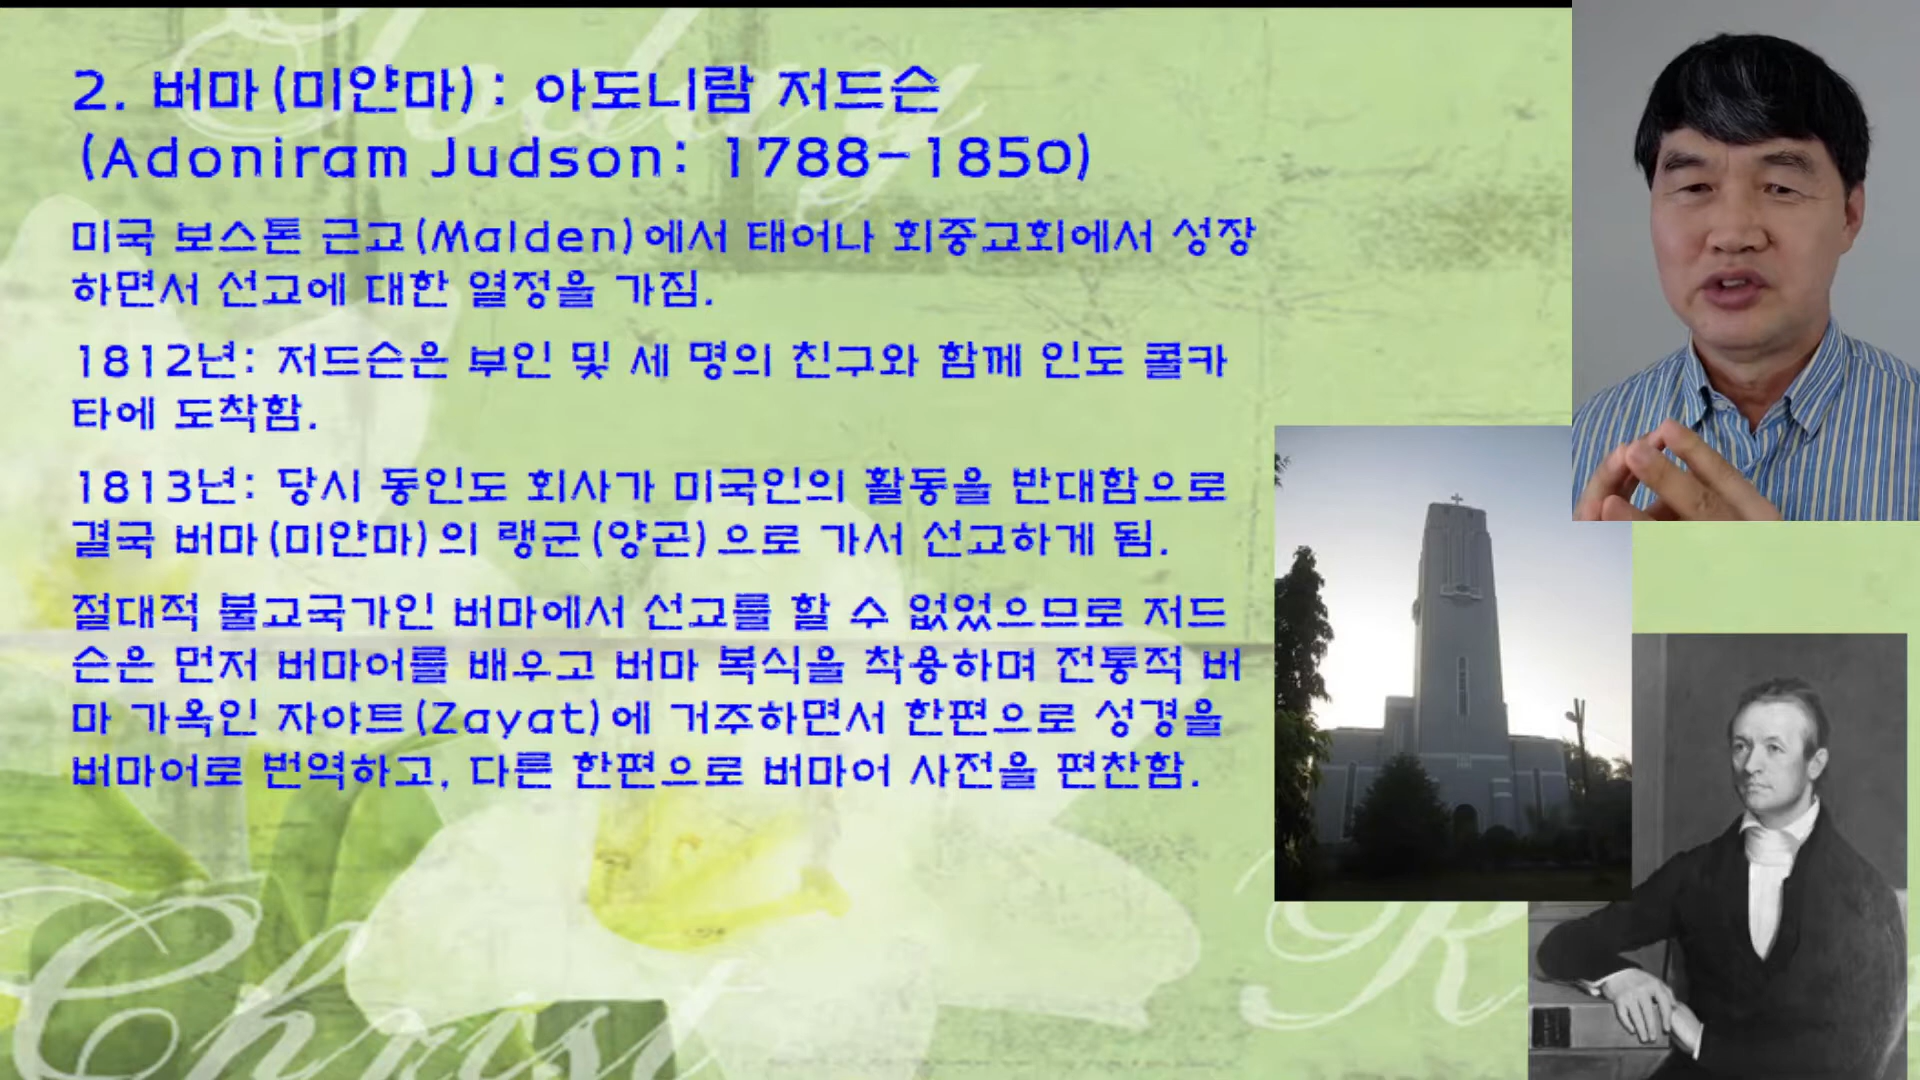 2. 버마(미얀마): 아도니람 저드슨
(Adoniram Judson: 1788-1850)
미국 보스톤 근교(Malden)에서 태어나 회중교회에서 성장
하면서 선교에 대한 열정을 가짐.
1812년: 저드슨은 부인 및 세 명의 친구와 함께 인도 콜카
타에 도착함.
1813년: 당시 동인도 회사가 미국인의 활동을 반대함으로
결국 버마(미얀마)의 랭군(양곤)으로 가서 선교하게 됨.
절대적 불교국가인 버마에서 선교를 할 수 없었으므로 저드
슨은 먼저 버마어를 배우고 버마 복식을 착용하며 전통적 버
마 가옥인 자야트(Zayat)에 거주하면서 한편으로 성경을
버마어로 번역하고, 다른 한편으로 버마어 사전을 편찬함.
Today
Christ